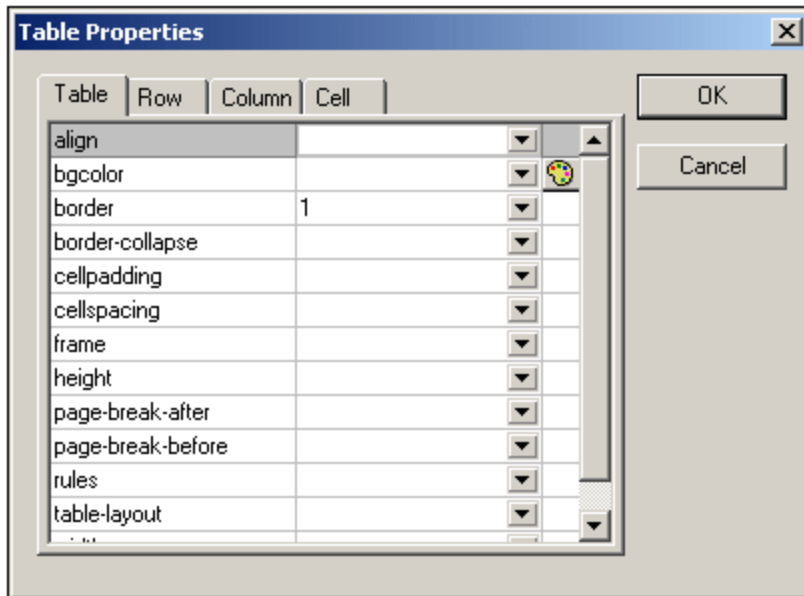 Table Properties
Table Row Column Cell
OK
Cancel
align
bgcolor
border 1
border-collapse
cellpadding
cellspacing
frame
height
page-break-after
page-break-before
rules
table-layout